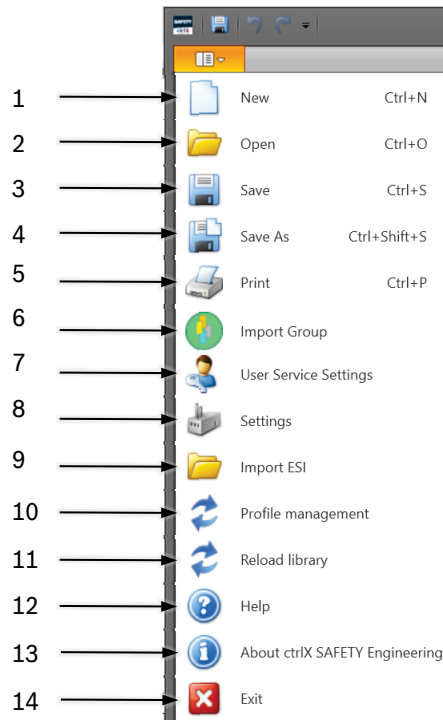 SAFETY
ctrlX
1 New Ctrl+N
2 Open Ctrl+O
3 Save Ctrl+S
4 Save As Ctrl+Shift+S
5 Print Ctrl+P
6 Import Group
7 User Service Settings
8 Settings
9 Import ESI
10 Profile management
11 Reload library
12 Help
13 About ctrlX SAFETY Engineering
14 Exit